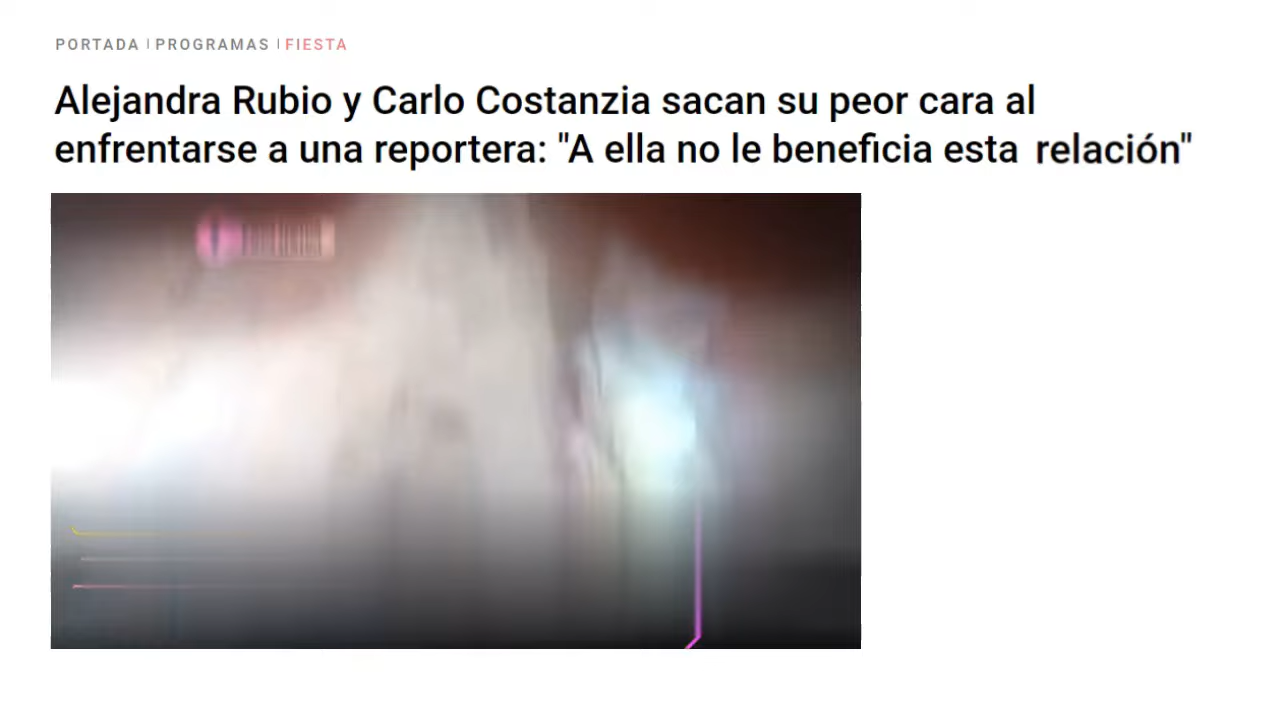 PORTADA | PROGRAMAS | FIESTA
Alejandra Rubio y Carlo Costanzia sacan su peor cara al
enfrentarse a una reportera: "A ella no le beneficia esta relación"